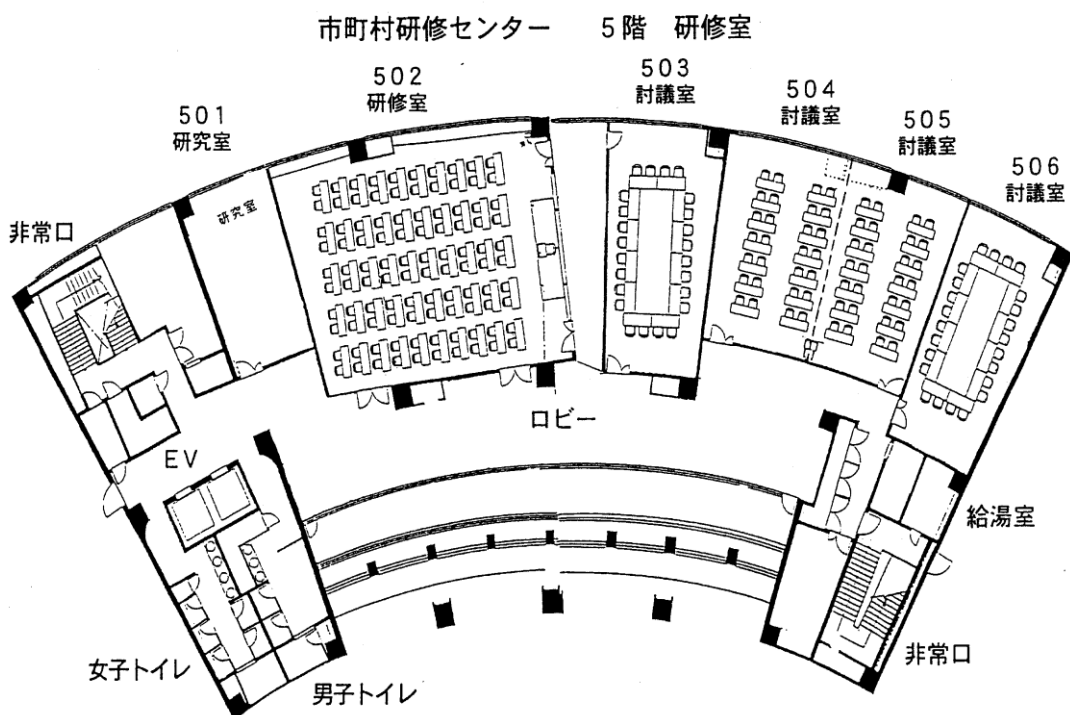 市町村研修センター　５階　研修室
501
研究室
502
研修室
503
討議室
504
討議室
505
討議室
506
討議室
研究室
非常口
EV
ロビー
給湯室
非常口
女子トイレ
男子トイレ